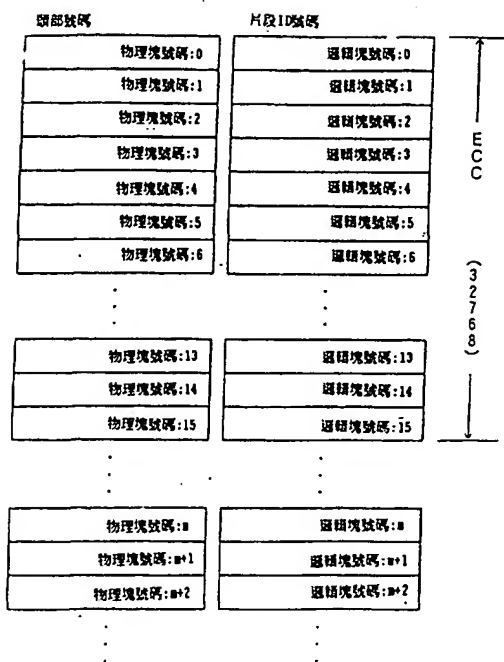 頭部號碼 片段ID號碼
物理塊號碼:0 邏輯塊號碼:0
物理塊號碼:1 邏輯塊號碼:1
物理塊號碼:2 邏輯塊號碼:2
物理塊號碼:3 邏輯塊號碼:3
物理塊號碼:4 邏輯塊號碼:4
物理塊號碼:5 邏輯塊號碼:5
物理塊號碼:6 邏輯塊號碼:6
ECC
(32768)
物理塊號碼:13 邏輯塊號碼:13
物理塊號碼:14 邏輯塊號碼:14
物理塊號碼:15 邏輯塊號碼:15
物理塊號碼:m 邏輯塊號碼:m
物理塊號碼:m+1 邏輯塊號碼:m+1
物理塊號碼:m+2 邏輯塊號碼:m+2